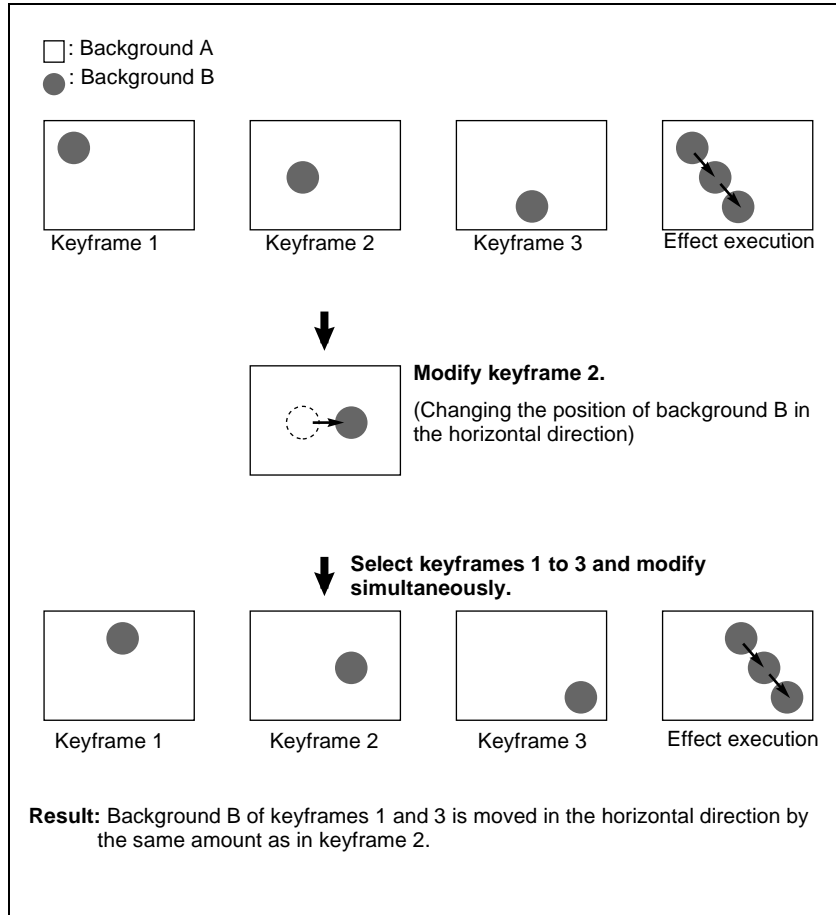 : Background A
: Background B
Keyframe 1
Keyframe 2
Keyframe 3
Effect execution
Modify keyframe 2.
(Changing the position of background B in
the horizontal direction)
Select keyframes 1 to 3 and modify
simultaneously.
Keyframe 1
Keyframe 2
Keyframe 3
Effect execution
Result: Background B of keyframes 1 and 3 is moved in the horizontal direction by
the same amount as in keyframe 2.